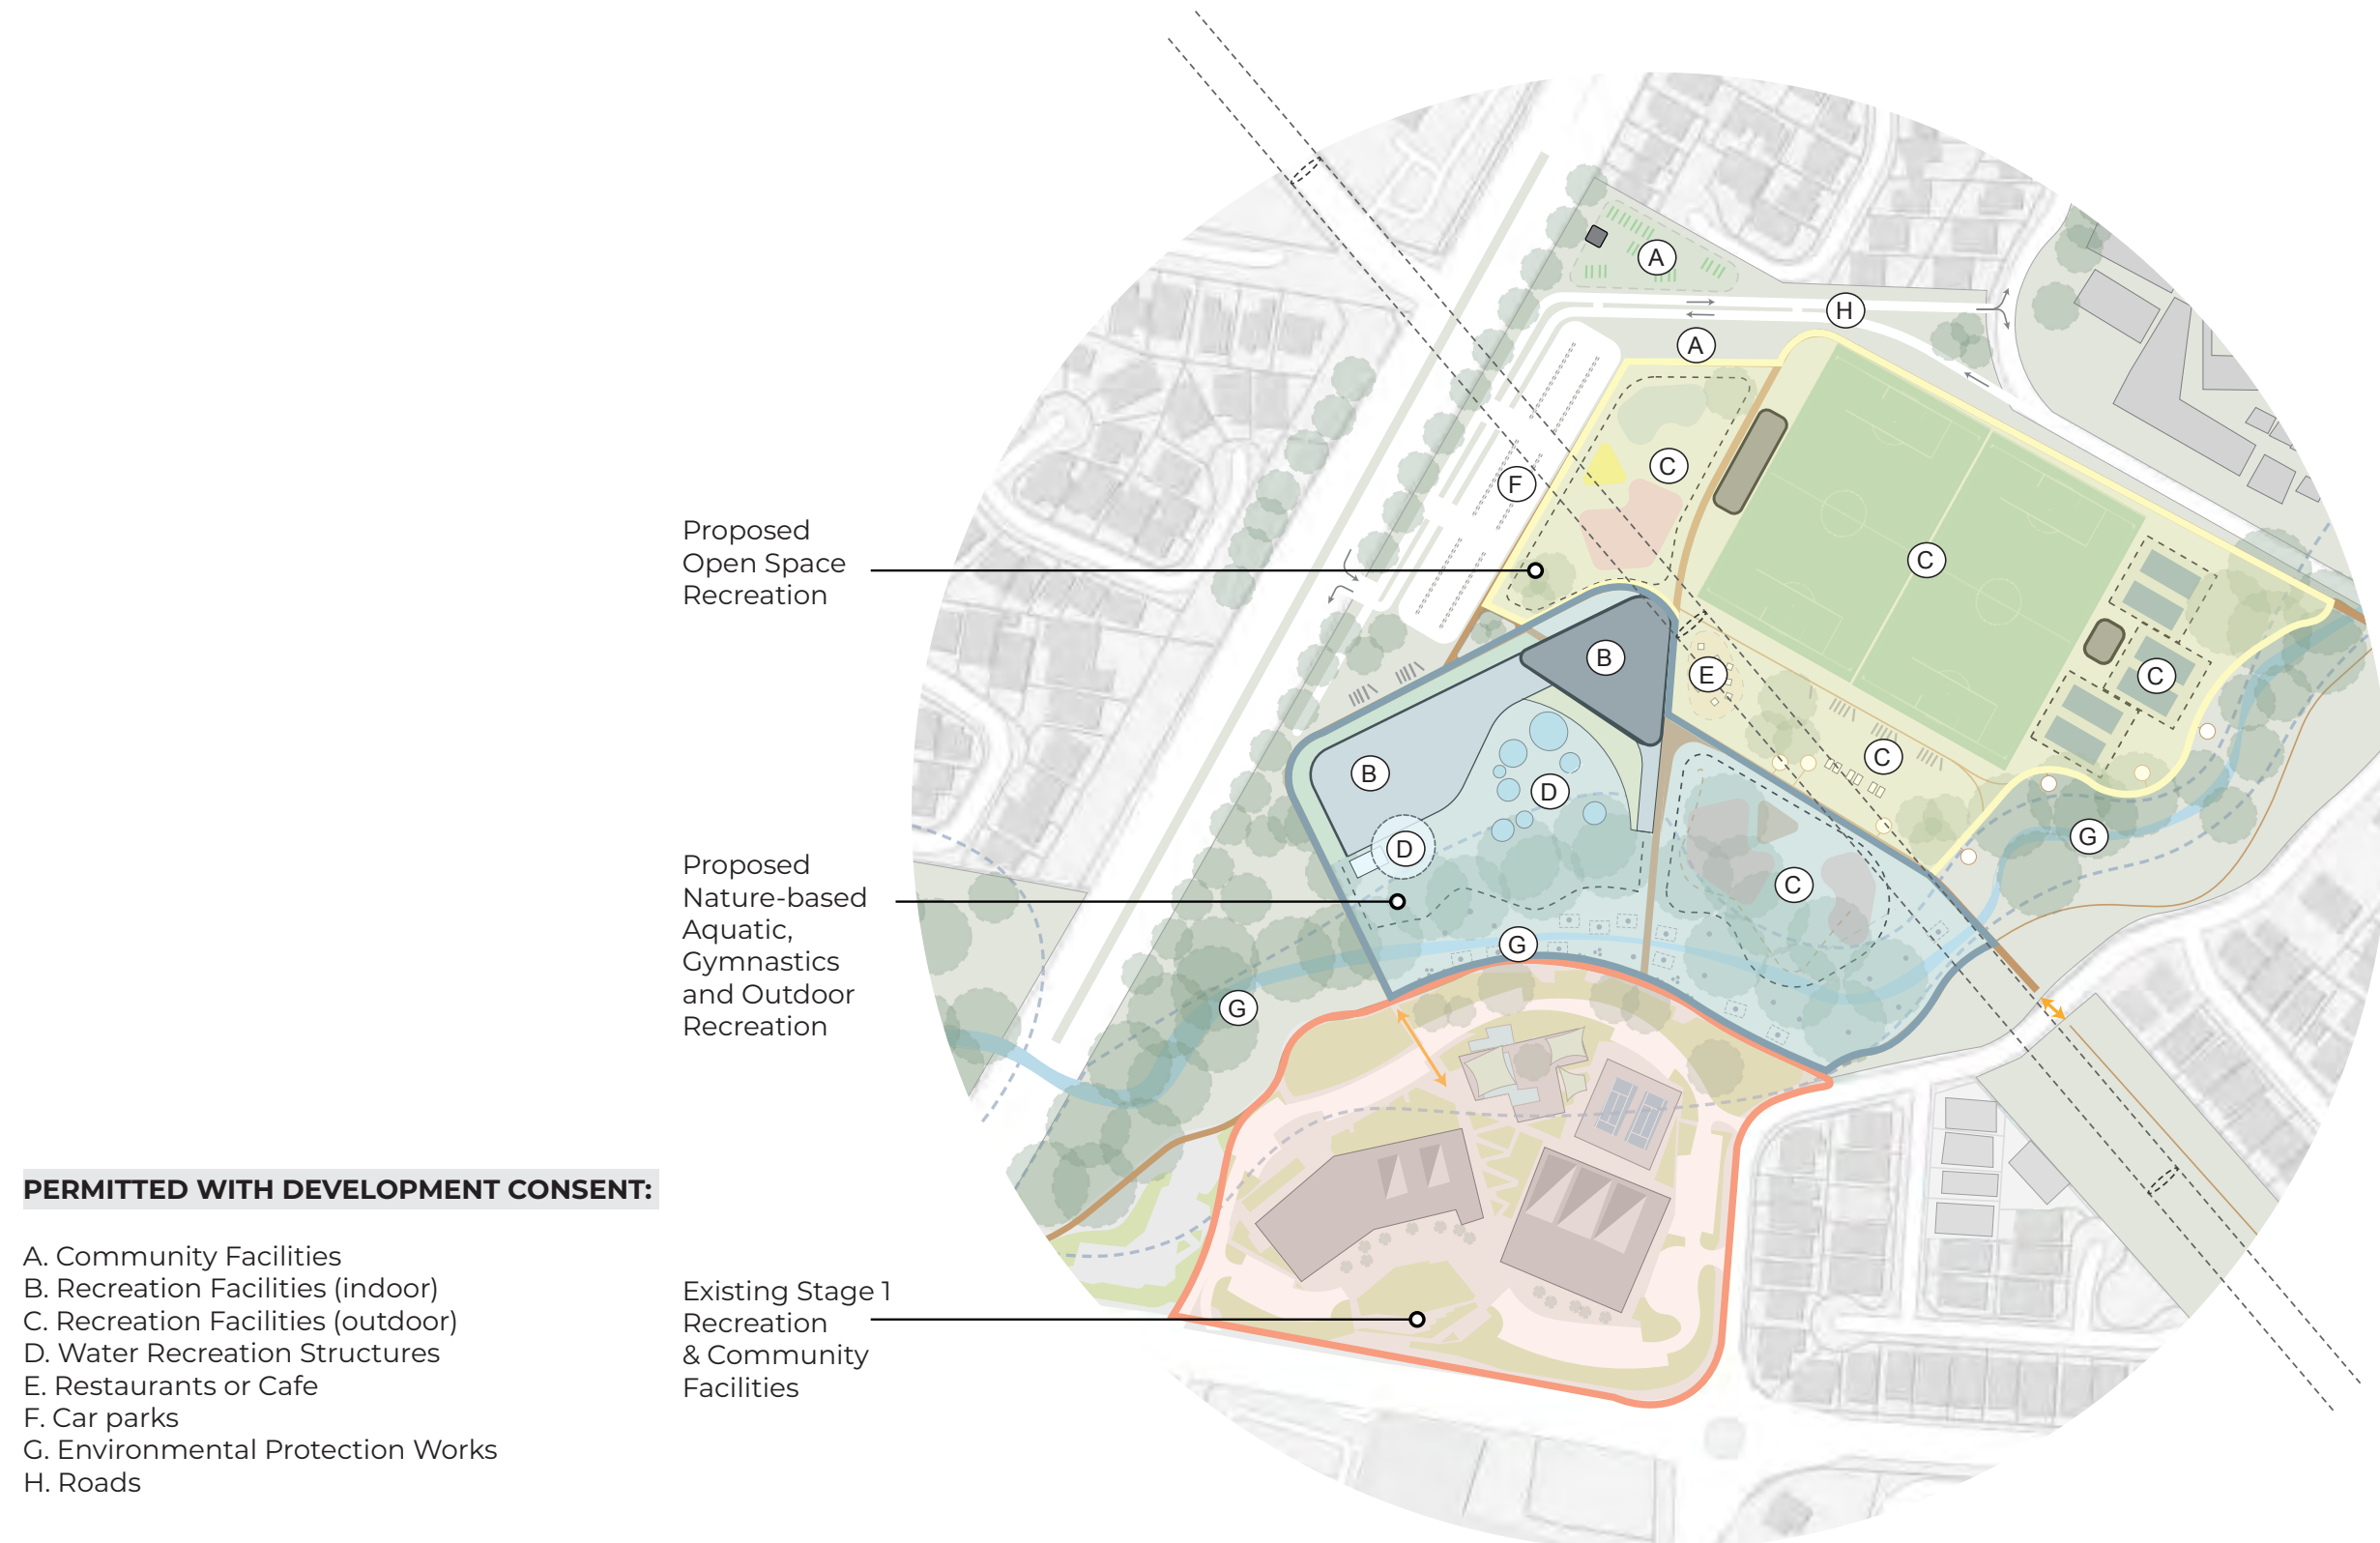 A
H
A
C
F
C
Proposed
Open Space
Recreation
B
E
C
C
B
D
G
D
Proposed
Nature-based
Aquatic,
Gymnastics
and Outdoor
Recreation
C
G
G
PERMITTED WITH DEVELOPMENT CONSENT:
A. Community Facilities
B. Recreation Facilities (indoor)
C. Recreation Facilities (outdoor)
D. Water Recreation Structures
E. Restaurants or Cafe
F. Car parks
G. Environmental Protection Works
H. Roads
Existing Stage 1
Recreation
& Community
Facilities